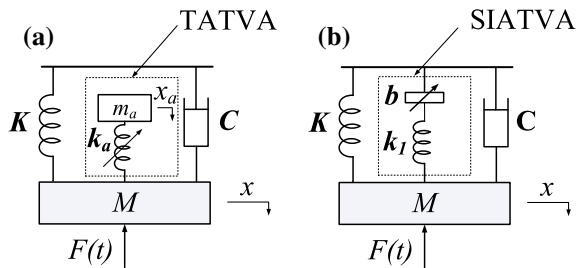 TATVA
SIATVA
(a)
(b)
K
m_a
x_a
k_a
C
M
x
F(t)
K
b
k_1
C
M
x
F(t)